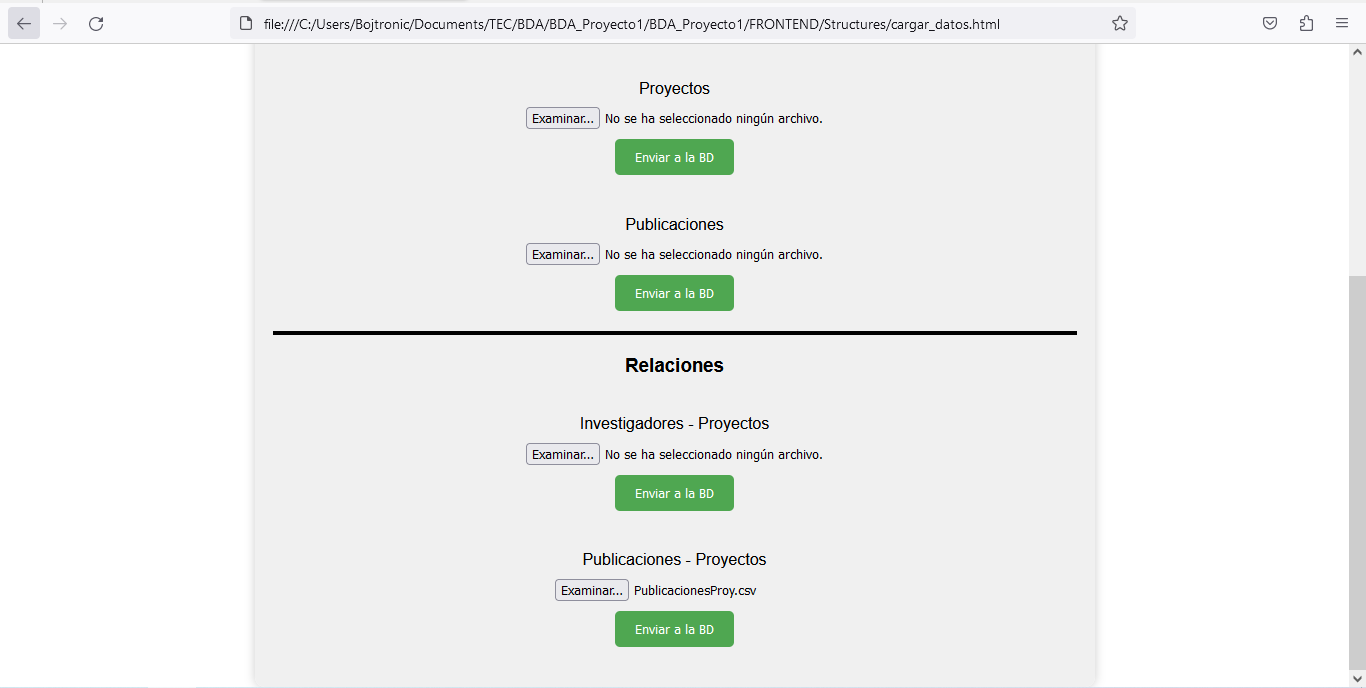 file:///C:/Users/Bojtronic/Documents/TEC/BDA/BDA_Proyecto1/BDA_Proyecto1/FRONTEND/Structures/cargar_datos.html
Proyectos
Examinar... No se ha seleccionado ningún archivo.
Enviar a la BD
Publicaciones
Examinar... No se ha seleccionado ningún archivo.
Enviar a la BD
Relaciones
Investigadores - Proyectos
Examinar... No se ha seleccionado ningún archivo.
Enviar a la BD
Publicaciones - Proyectos
Examinar... PublicacionesProy.csv
Enviar a la BD